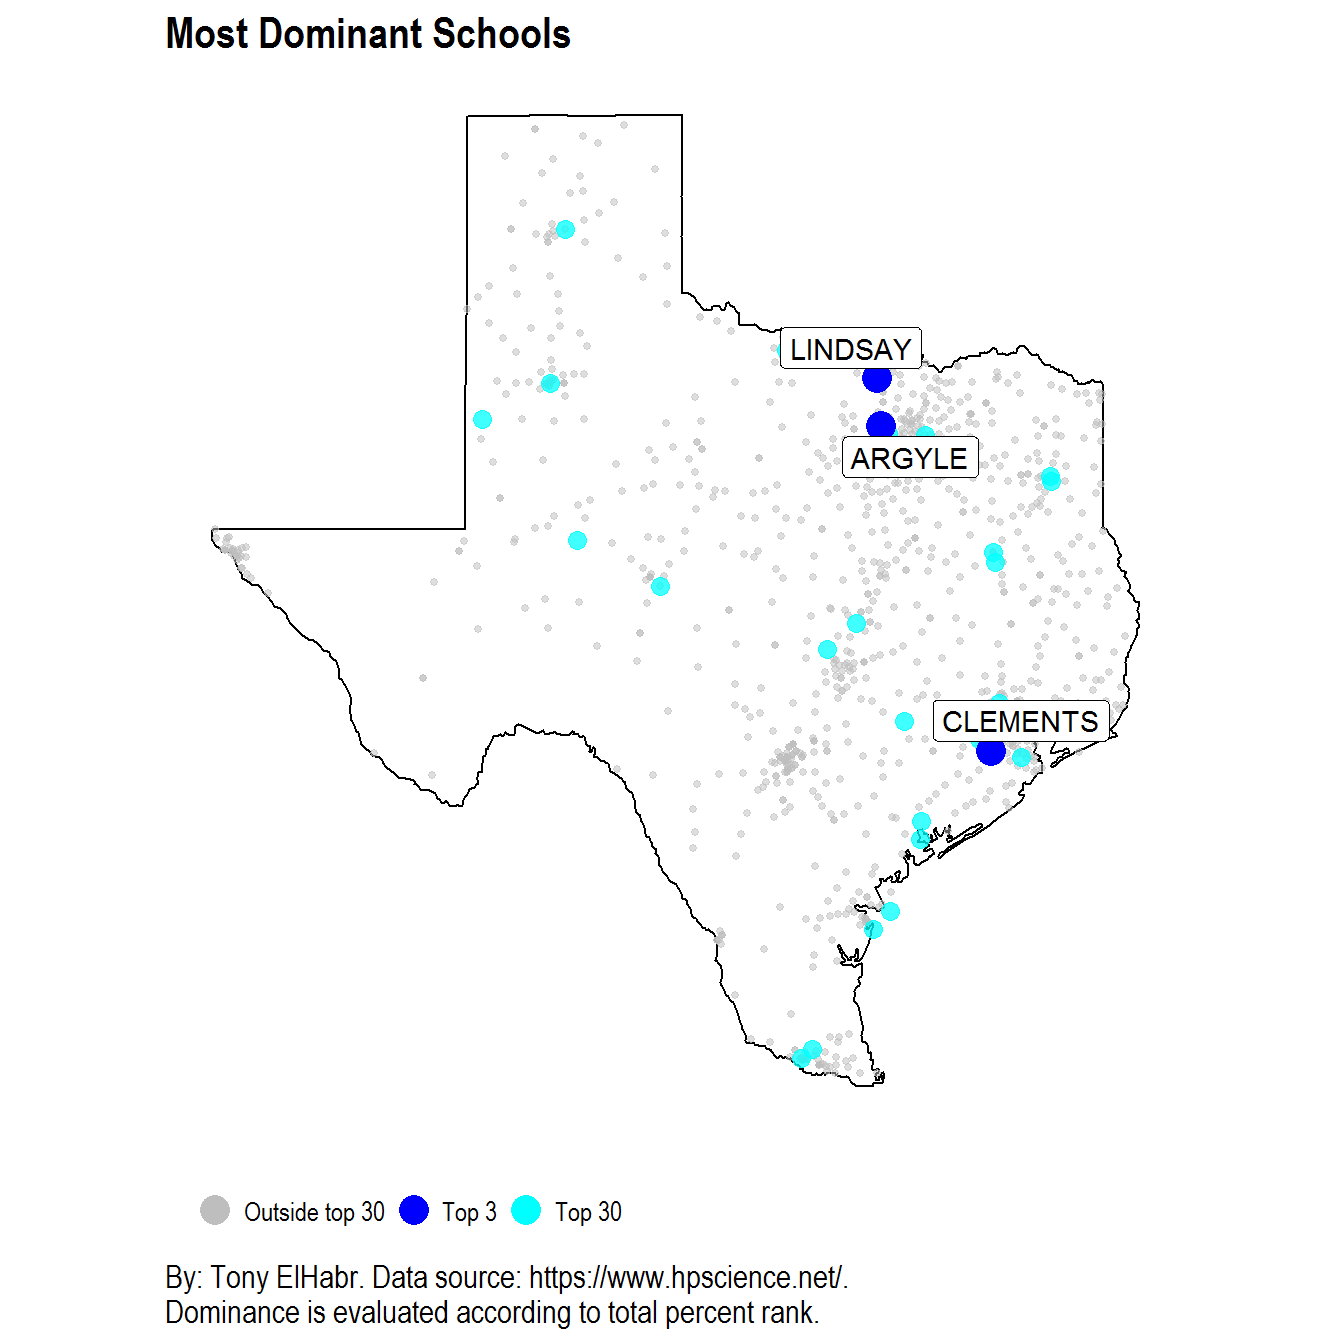 Most Dominant Schools
LINDSAY
ARGYLE
CLEMENTS
Outside top 30 Top 3 Top 30
By: Tony ElHabr. Data source: https://www.hpscience.net/.
Dominance is evaluated according to total percent rank.